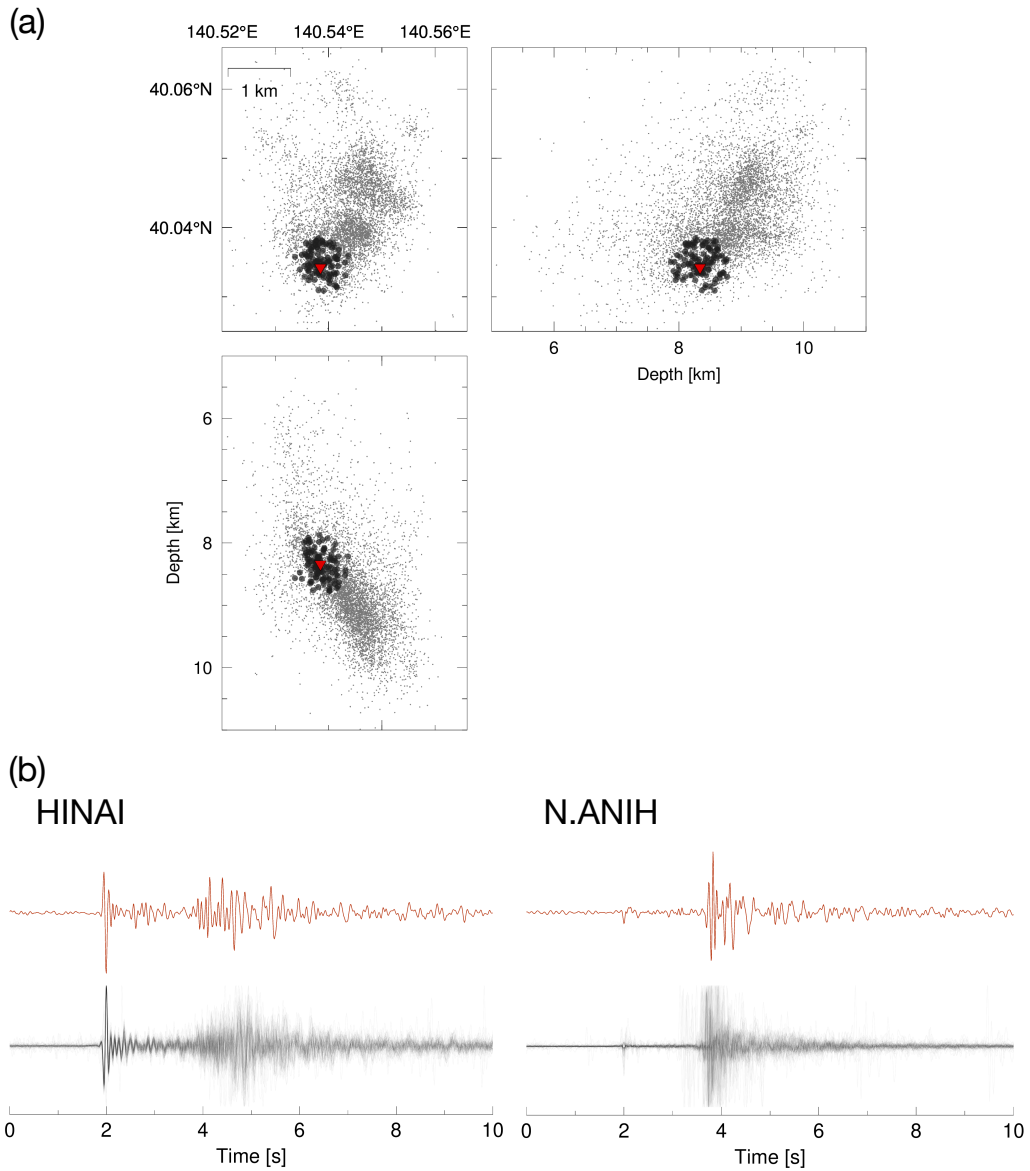 (a)
140.52°E 140.54°E 140.56°E
40.06°N
1 km
40.04°N
6 8 10
Depth [km]
6
8
10
Depth [km]
(b)
HINAI N.ANIH
0 2 4 6 8 10 0 2 4 6 8 10
Time [s] Time [s]